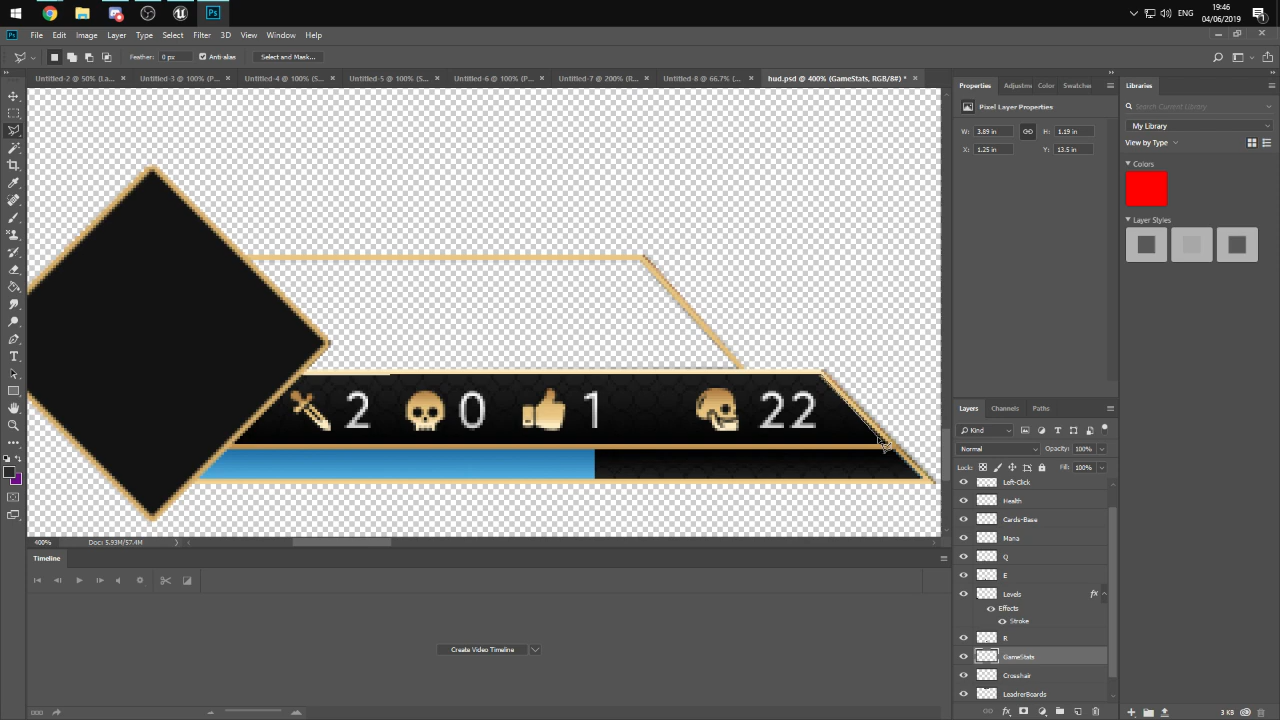 19:46
ENG
04/06/2019
File Edit Image Layer Type Select Filter 3D View Window Help
Feather: 0 px Anti-alias Select and Mask...
Untitled-2 @ 50% (La... Untitled-3 @ 100% (P... Untitled-4 @ 100% (S... Untitled-5 @ 100% (S... Untitled-6 @ 100% (P... Untitled-7 @ 200% (R... Untitled-8 @ 66.7% (... hud.psd @ 400% (GameStats, RGB/8#) *
Properties Adjustme Color Swatches
Libraries
Pixel Layer Properties
Search Current Library
W: 3.89 in H: 1.19 in
My Library
X: 1.25 in Y: 13.5 in
View by Type
Colors
Layer Styles
2 0 1 22
Layers Channels Paths
Kind
Normal Opacity: 100%
Lock: Fill: 100%
Left-Click
Health
Cards-Base
Mana
Q
E
Levels fx
Effects
Stroke
R
GameStats
Crosshair
LeadrerBoards
400% Doc: 5.93M/57.4M
Timeline
Create Video Timeline
3 KB